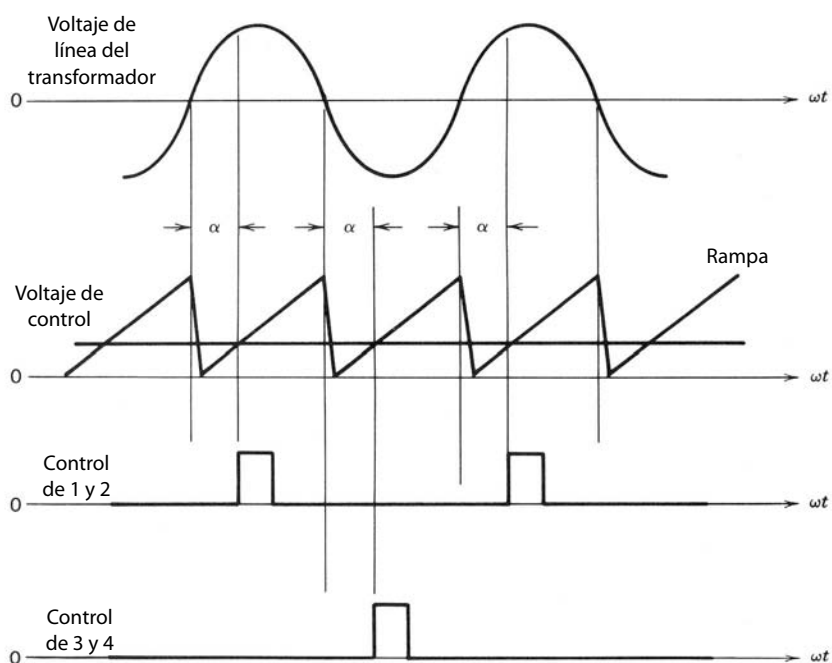 Voltaje de
línea del
transformador
0
ωt
α
α
α
Rampa
Voltaje de
control
0
ωt
Control
de 1 y 2
0
ωt
Control
de 3 y 4
0
ωt